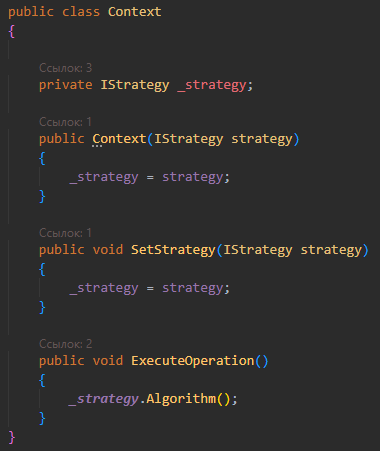 public class Context
{
Ссылок: 3
private IStrategy _strategy;
Ссылок: 1
public Context(IStrategy strategy)
{
_strategy = strategy;
}
Ссылок: 1
public void SetStrategy(IStrategy strategy)
{
_strategy = strategy;
}
Ссылок: 2
public void ExecuteOperation()
{
_strategy.Algorithm();
}
}